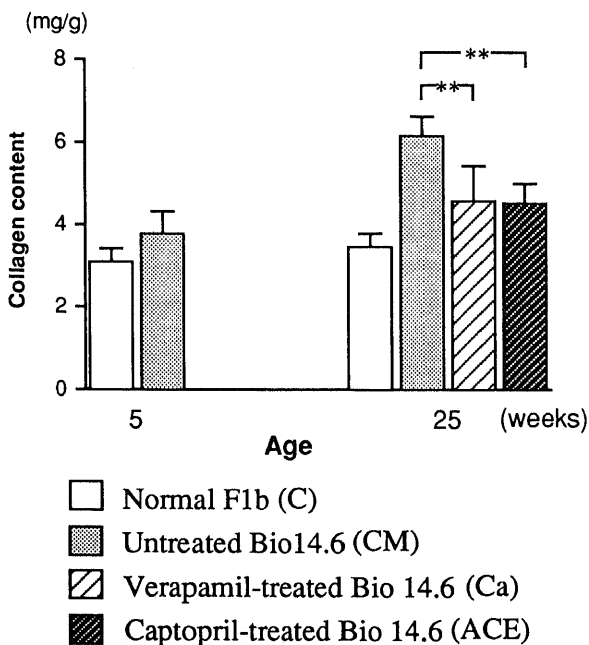 (mg/g)
8
6
4
2
0
Collagen content
**
**
5
25
(weeks)
Age
Normal F1b (C)
Untreated Bio14.6 (CM)
Verapamil-treated Bio 14.6 (Ca)
Captopril-treated Bio 14.6 (ACE)